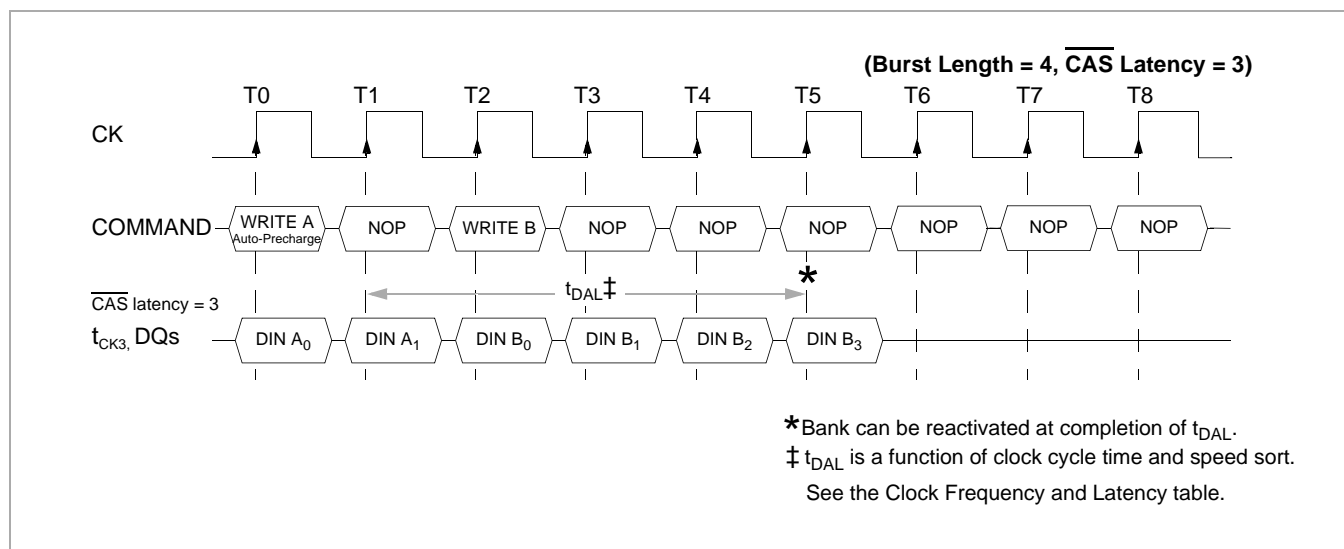 (Burst Length = 4, CAS Latency = 3)
T0 T1 T2 T3 T4 T5 T6 T7 T8
CK
COMMAND WRITE A Auto-Precharge NOP WRITE B NOP NOP NOP NOP NOP NOP
* 
tDAL‡
CAS latency = 3
tCK3, DQs DIN A0 DIN A1 DIN B0 DIN B1 DIN B2 DIN B3
*Bank can be reactivated at completion of tDAL.
‡ tDAL is a function of clock cycle time and speed sort.
See the Clock Frequency and Latency table.